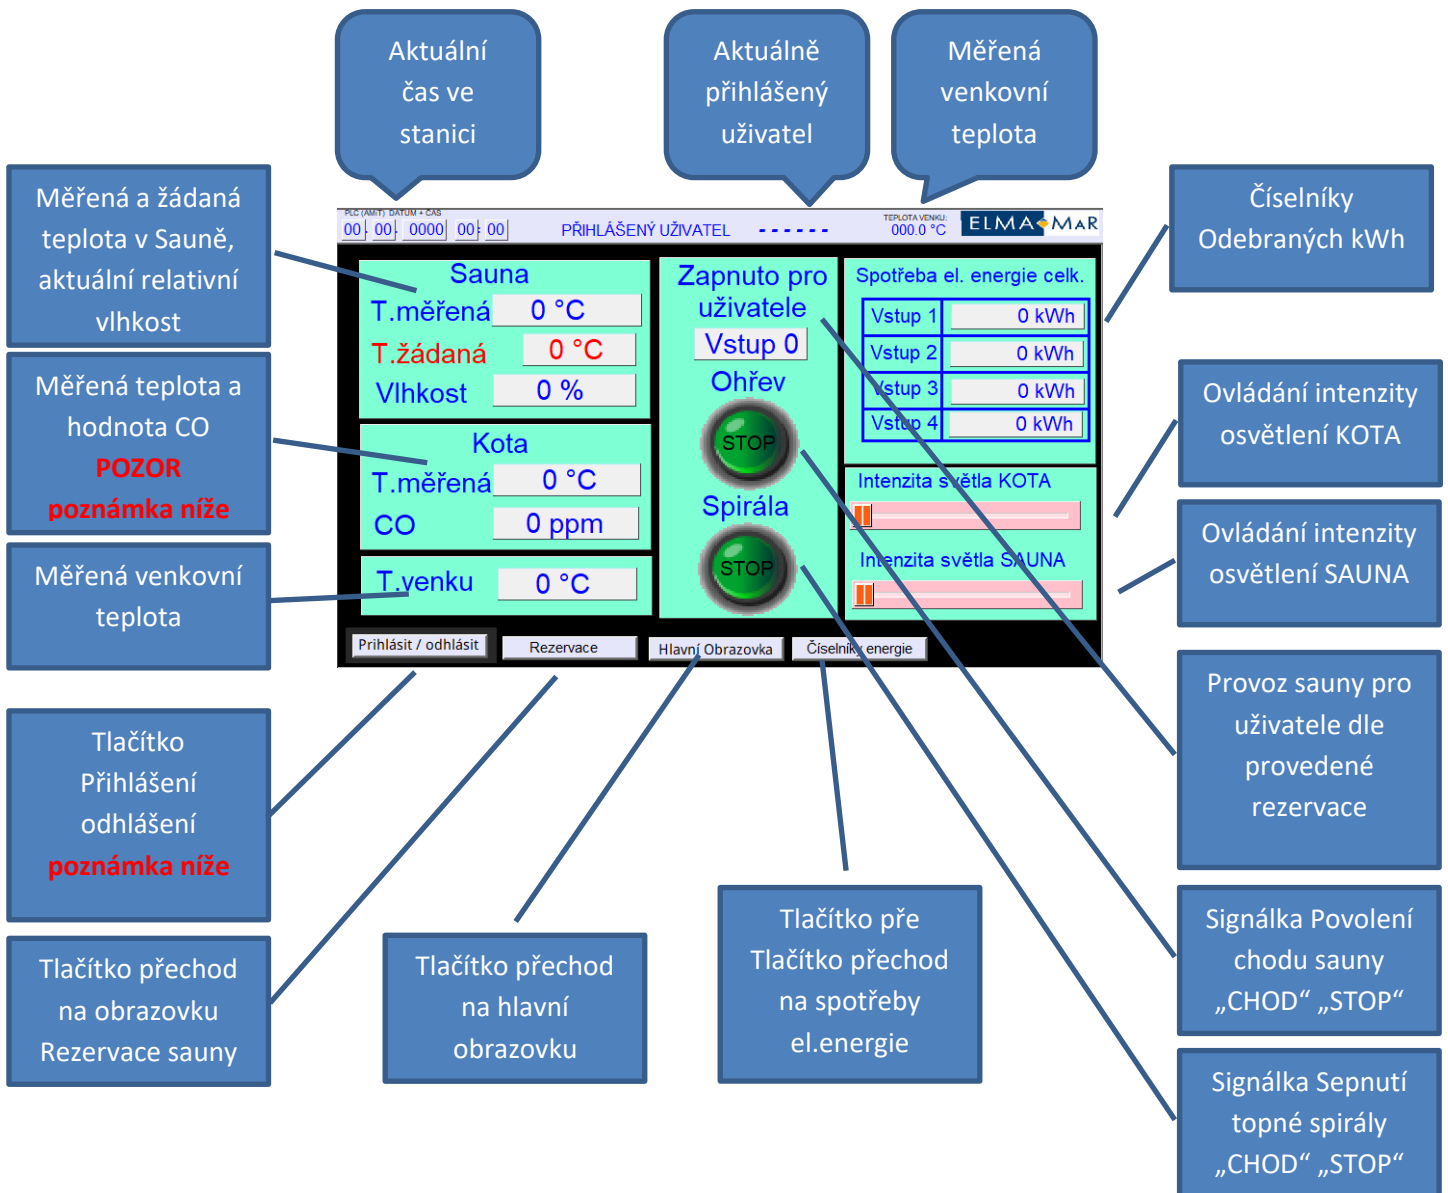 Aktuální
čas ve
stanici
Aktuálně
přihlášený
uživatel
Měřená
venkovní
teplota
Měřená a žádaná
teplota v Sauně,
aktuální relativní
vlhkost
Měřená teplota a
hodnota CO
POZOR
poznámka níže
Měřená venkovní
teplota
Tlačítko
Přihlášení
odhlášení
poznámka níže
Tlačítko přechod
na obrazovku
Rezervace sauny
PLC (AMiT) DATUM + ČAS
00. 00. 0000 00: 00
PŘIHLÁŠENÝ UŽIVATEL - - - - - -
TEPLOTA VENKU:
000.0 °C
ELMA MAR
Sauna
T.měřená 0 °C
T.žádaná 0 °C
Vlhkost 0 %
Kota
T.měřená 0 °C
CO 0 ppm
T.venku 0 °C
Zapnuto pro
uživatele
Vstup 0
Ohřev
STOP
Spirála
STOP
Spotřeba el. energie celk.
Vstup 1 0 kWh
Vstup 2 0 kWh
Vstup 3 0 kWh
Vstup 4 0 kWh
Intenzita světla KOTA
Intenzita světla SAUNA
Prihlásit / odhlásit
Rezervace
Hlavní Obrazovka
Číselníky energie
Číselníky
Odebraných kWh
Ovládání intenzity
osvětlení KOTA
Ovládání intenzity
osvětlení SAUNA
Provoz sauny pro
uživatele dle
provedené
rezervace
Tlačítko přechod
na hlavní
obrazovku
Tlačítko pře
Tlačítko přechod
na spotřeby
el.energie
Signálka Povolení
chodu sauny
„CHOD“ „STOP“
Signálka Sepnutí
topné spirály
„CHOD“ „STOP“